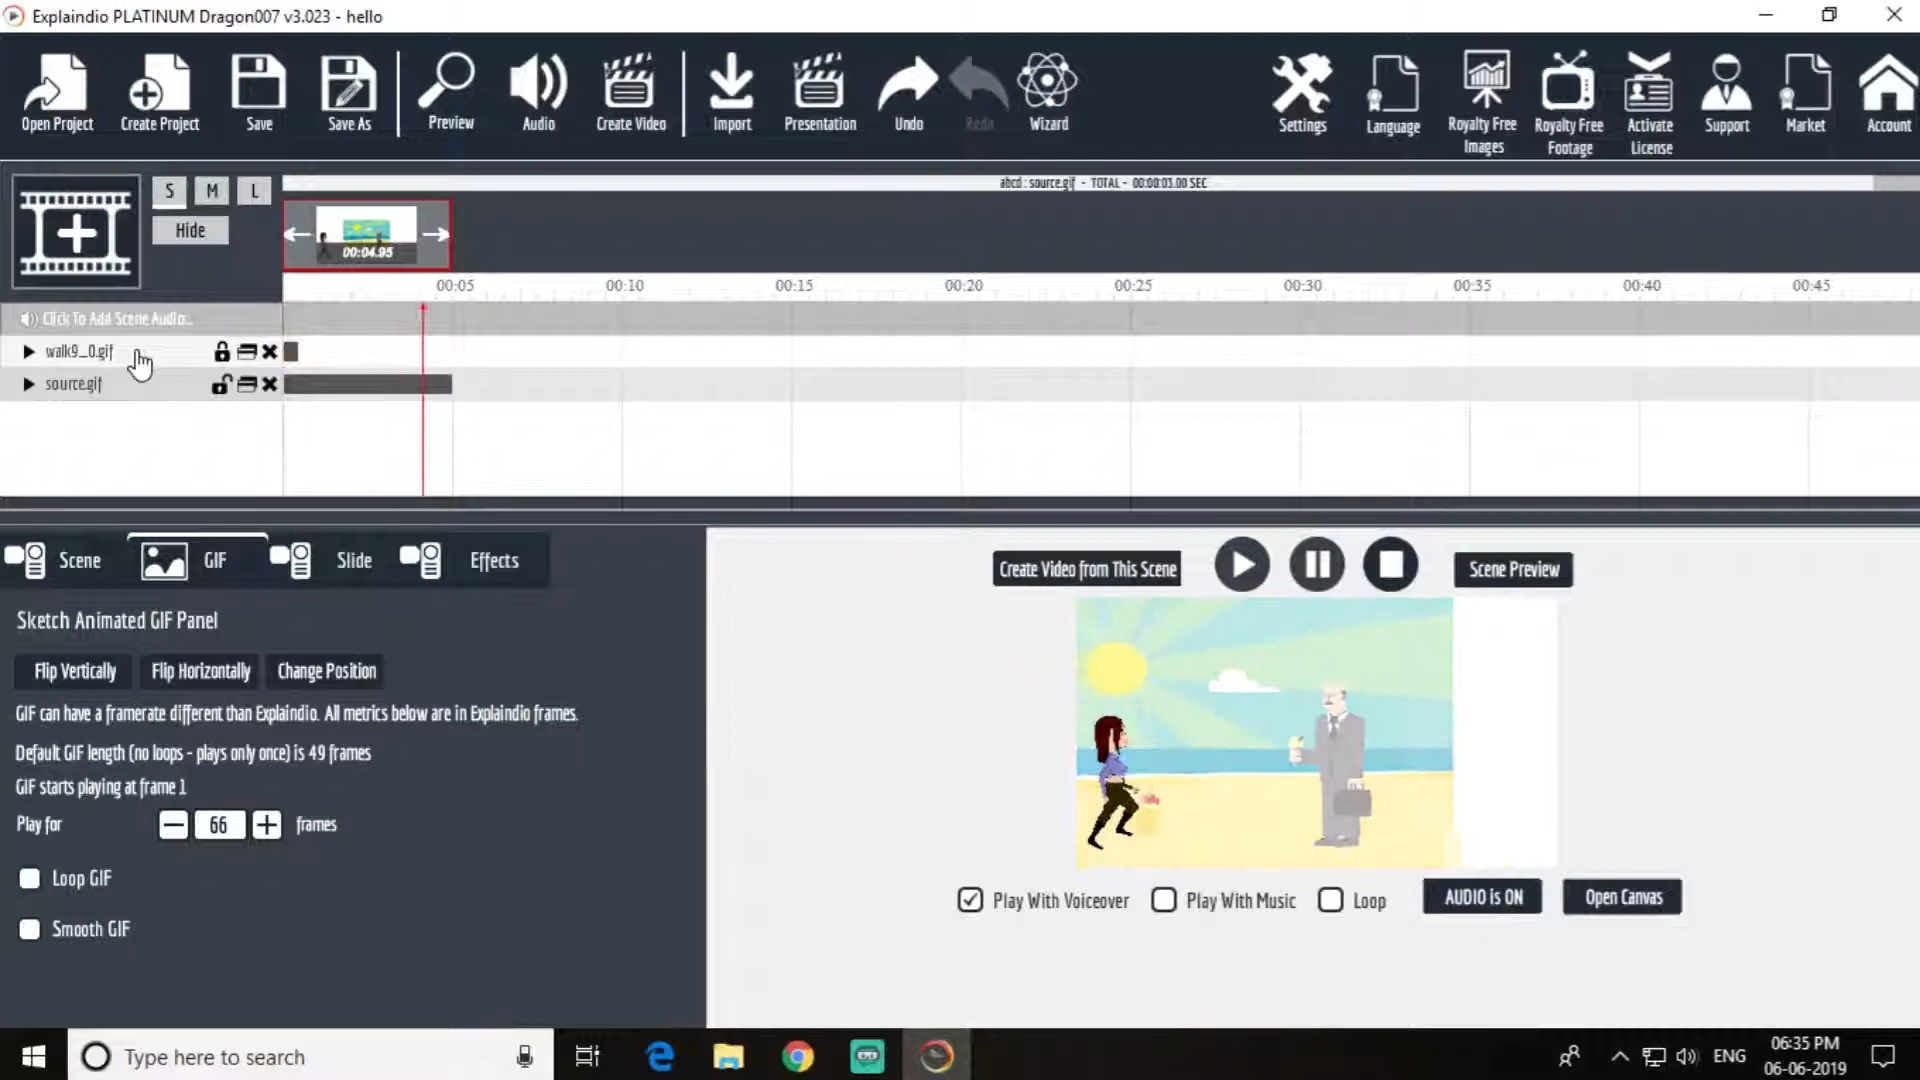 Explaindio PLATINUM Dragon007 v3.023 - hello
Open Project
Create Project
Save
Save As
Preview
Audio
Create Video
Import
Presentation
Undo
Redo
Wizard
Settings
Language
Royalty Free Images
Royalty Free Footage
Activate License
Support
Market
Account
S M L
Hide
abcd : source.gif - TOTAL - 00:00:03.00 SEC
00:04.95
00:05 00:10 00:15 00:20 00:25 00:30 00:35 00:40 00:45
Click To Add Scene Audio...
walk9_0.gif
source.gif
Scene GIF Slide Effects
Sketch Animated GIF Panel
Flip Vertically Flip Horizontally Change Position
GIF can have a framerate different than Explaindio. All metrics below are in Explaindio frames.
Default GIF length (no loops - plays only once) is 49 frames
GIF starts playing at frame 1
Play for 66 frames
Loop GIF
Smooth GIF
Create Video from This Scene
Scene Preview
Play With Voiceover Play With Music Loop AUDIO is ON Open Canvas
Type here to search
ENG
06:35 PM
06-06-2019